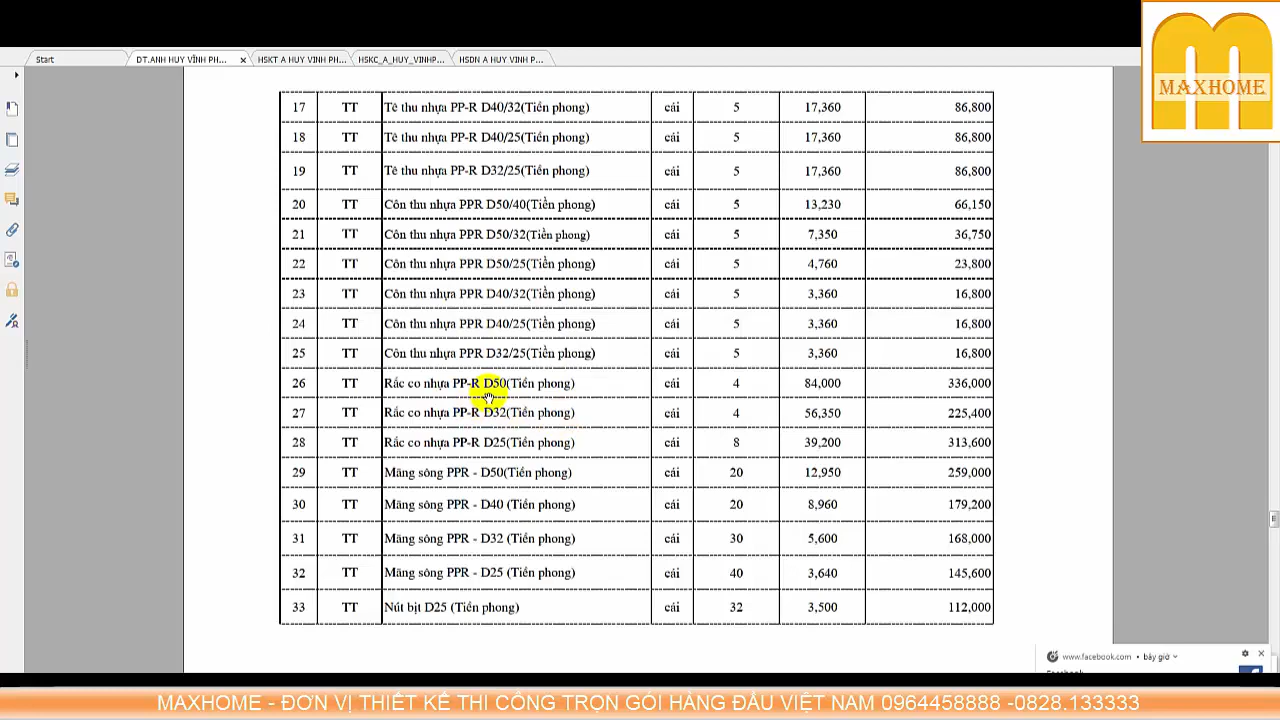 MAXHOME
Start
DT.ANH HUY VĨNH PH...
HSKT A HUY VINH PH...
HSKC_A_HUY_VINHP...
HSDN A HUY VINH P...
17 TT Tê thu nhựa PP-R D40/32(Tiền phong) cái 5 17,360 86,800
18 TT Tê thu nhựa PP-R D40/25(Tiền phong) cái 5 17,360 86,800
19 TT Tê thu nhựa PP-R D32/25(Tiền phong) cái 5 17,360 86,800
20 TT Côn thu nhựa PPR D50/40(Tiền phong) cái 5 13,230 66,150
21 TT Côn thu nhựa PPR D50/32(Tiền phong) cái 5 7,350 36,750
22 TT Côn thu nhựa PPR D50/25(Tiền phong) cái 5 4,760 23,800
23 TT Côn thu nhựa PPR D40/32(Tiền phong) cái 5 3,360 16,800
24 TT Côn thu nhựa PPR D40/25(Tiền phong) cái 5 3,360 16,800
25 TT Côn thu nhựa PPR D32/25(Tiền phong) cái 5 3,360 16,800
26 TT Rắc co nhựa PP-R D50(Tiền phong) cái 4 84,000 336,000
27 TT Rắc co nhựa PP-R D32(Tiền phong) cái 4 56,350 225,400
28 TT Rắc co nhựa PP-R D25(Tiền phong) cái 8 39,200 313,600
29 TT Măng sông PPR - D50(Tiền phong) cái 20 12,950 259,000
30 TT Măng sông PPR - D40 (Tiền phong) cái 20 8,960 179,200
31 TT Măng sông PPR - D32 (Tiền phong) cái 30 5,600 168,000
32 TT Măng sông PPR - D25 (Tiền phong) cái 40 3,640 145,600
33 TT Nút bịt D25 (Tiền phong) cái 32 3,500 112,000
www.facebook.com • bây giờ
Facebook
MAXHOME - ĐƠN VỊ THIẾT KẾ THI CÔNG TRỌN GÓI HÀNG ĐẦU VIỆT NAM 0964458888 -0828.133333